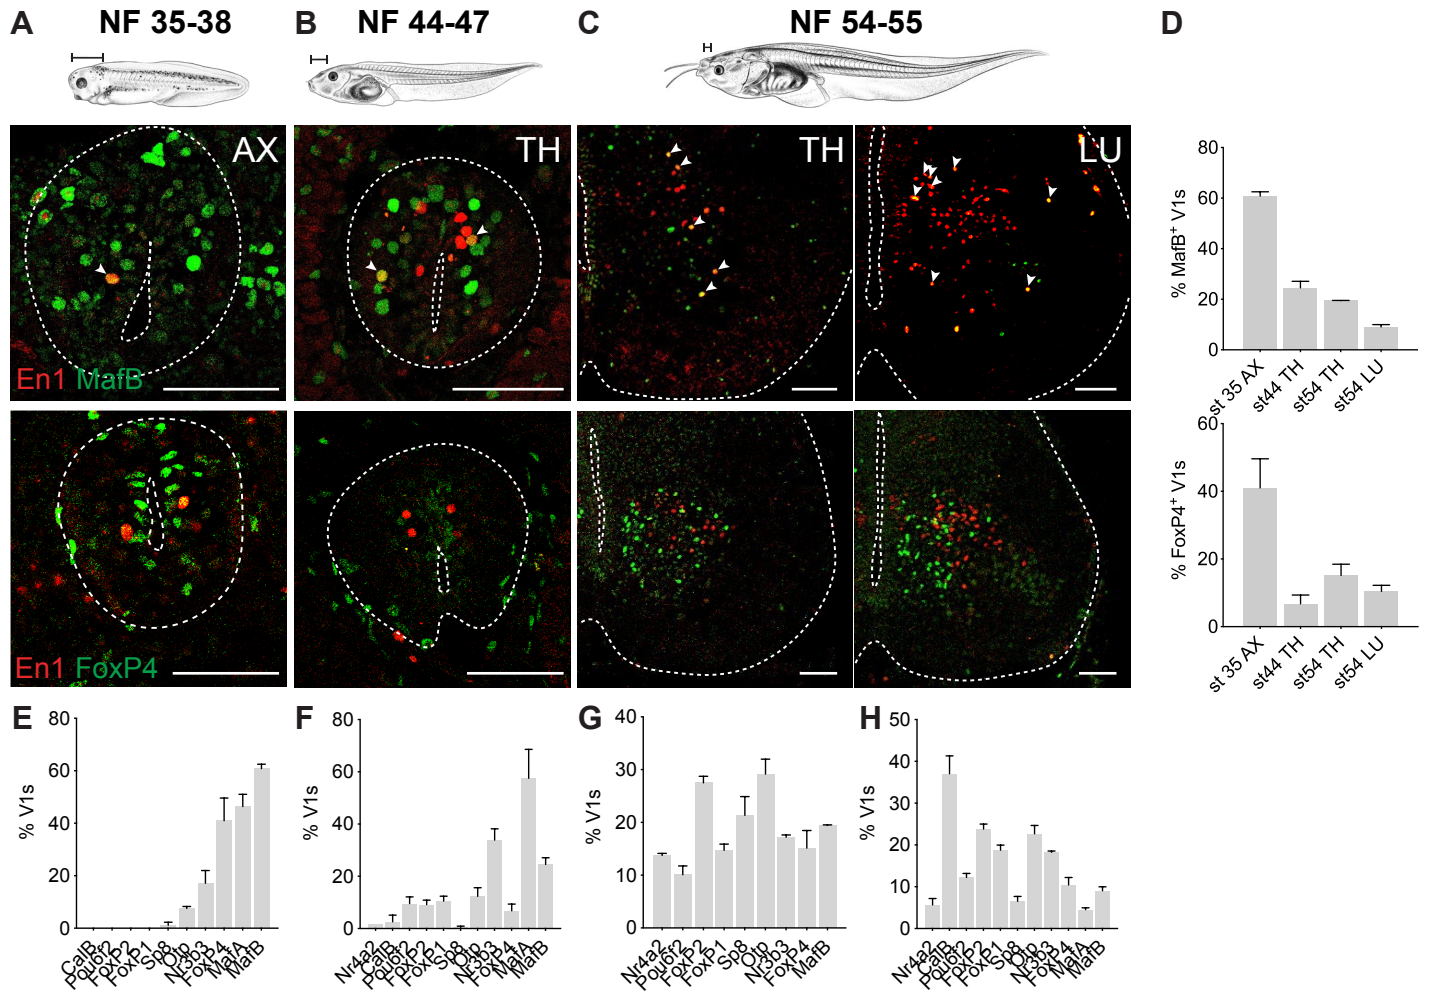 A NF 35-38
B NF 44-47
C NF 54-55
D
AX
TH
TH
LU
En1 MafB
En1 FoxP4
% MafB+ V1s
80
60
40
20
0
st 35 AX
st44 TH
st54 TH
st54 LU
% FoxP4+ V1s
60
40
20
0
st 35 AX
st44 TH
st54 TH
st54 LU
E
% V1s
80
60
40
20
0
CalB
Pou6f2
FoxP2
FoxP1
Sp8
Otp
Nr3b3
FoxP4
MafA
MafB
F
% V1s
80
60
40
20
0
Nr4a2
CalB
Pou6f2
FoxP2
FoxP1
Sp8
Otp
Nr3b3
FoxP4
MafA
MafB
G
% V1s
40
30
20
10
0
Nr4a2
Pou6f2
FoxP2
FoxP1
Sp8
Otp
Nr3b3
FoxP4
MafB
H
% V1s
50
40
30
20
10
0
Nr4a2
CalB
Pou6f2
FoxP2
FoxP1
Sp8
Otp
Nr3b3
FoxP4
MafA
MafB